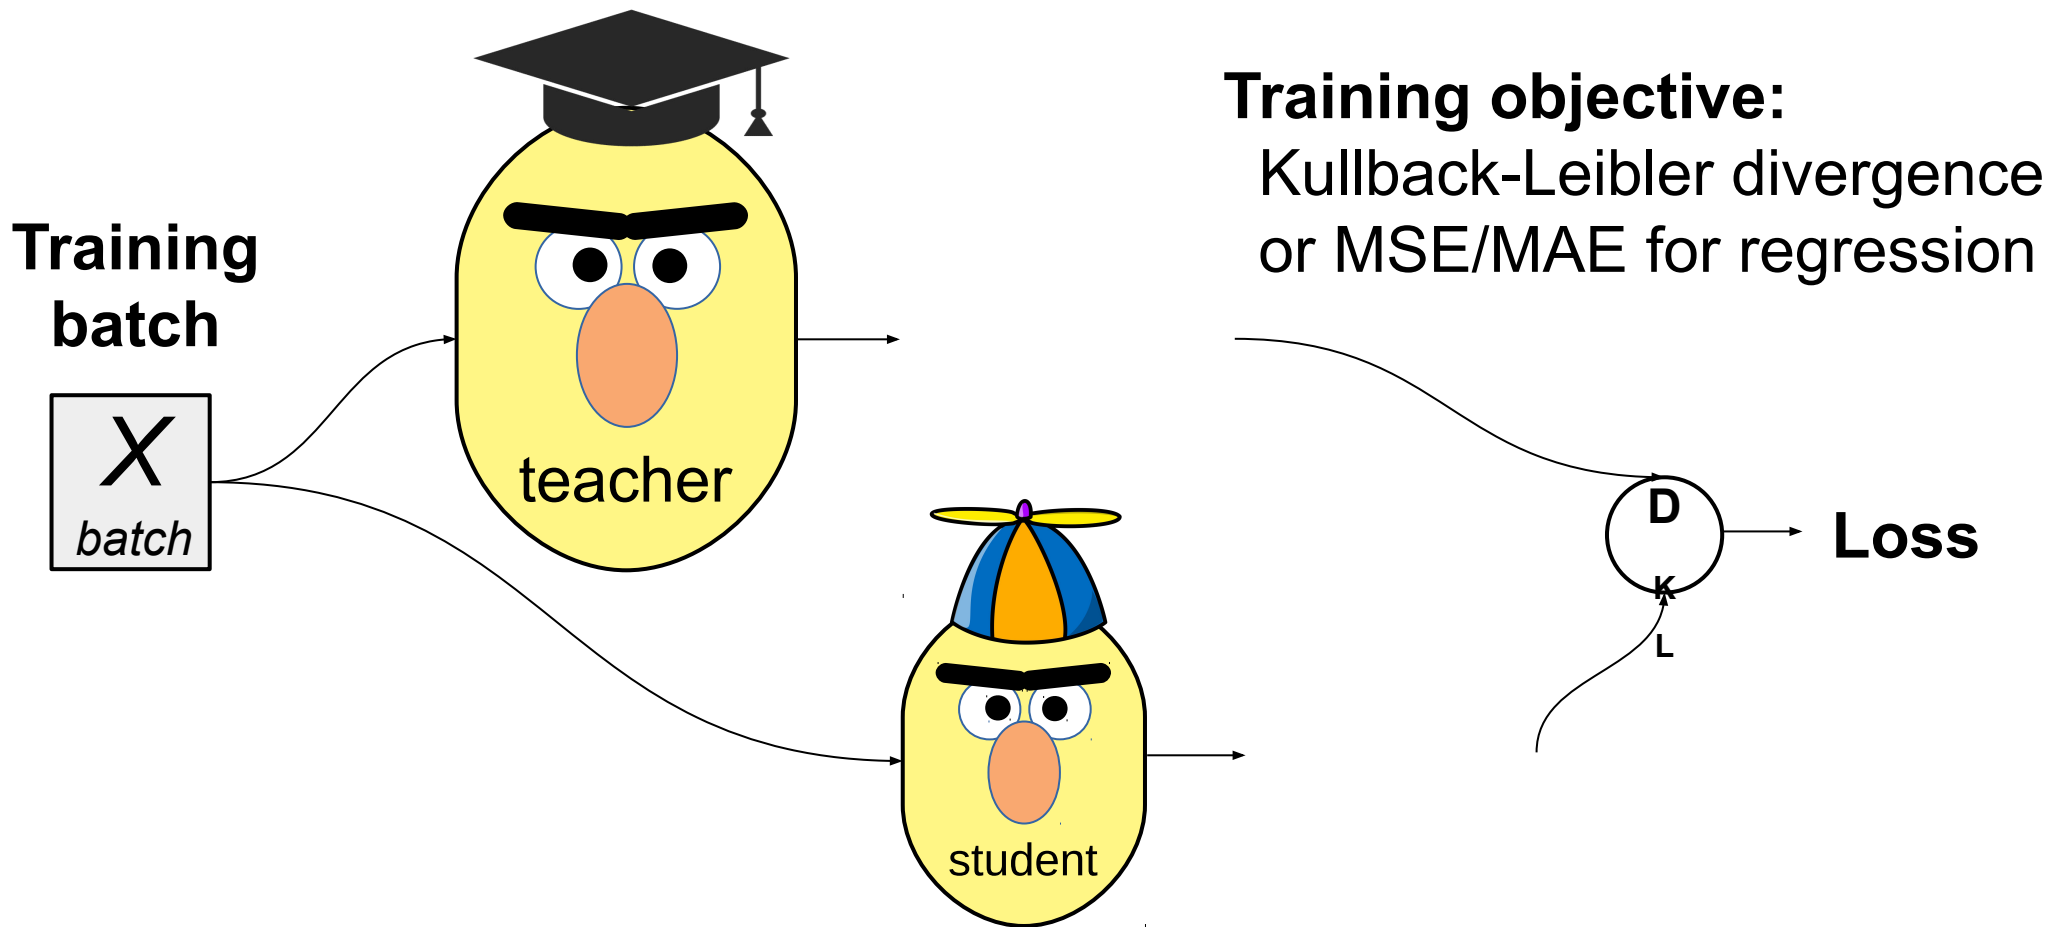 Training objective:
Kullback-Leibler divergence
or MSE/MAE for regression
Training
batch
X
batch
teacher
student
D
K
L
Loss